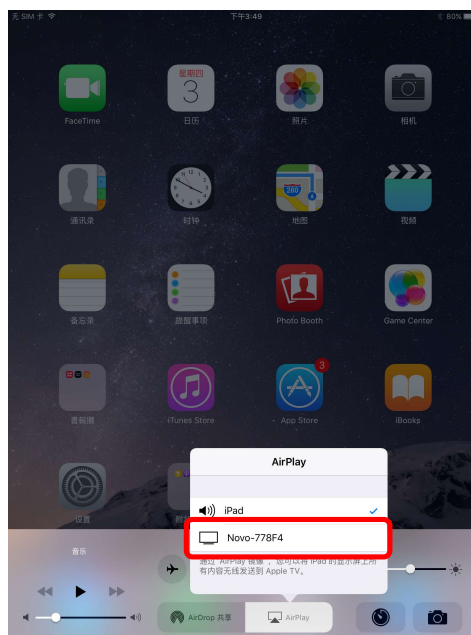 无 SIM 卡
下午3:49
80%
星期四
3
FaceTime
日历
照片
相机
280
通讯录
时钟
地图
视频
备忘录
提醒事项
Photo Booth
Game Center
3
iTunes Store
App Store
iBooks
设置
AirPlay
iPad
Novo-778F4
通过“AirPlay 镜像”，您可以将 iPad 的显示屏上所
有内容无线发送到 Apple TV。
音乐
AirDrop 共享
AirPlay